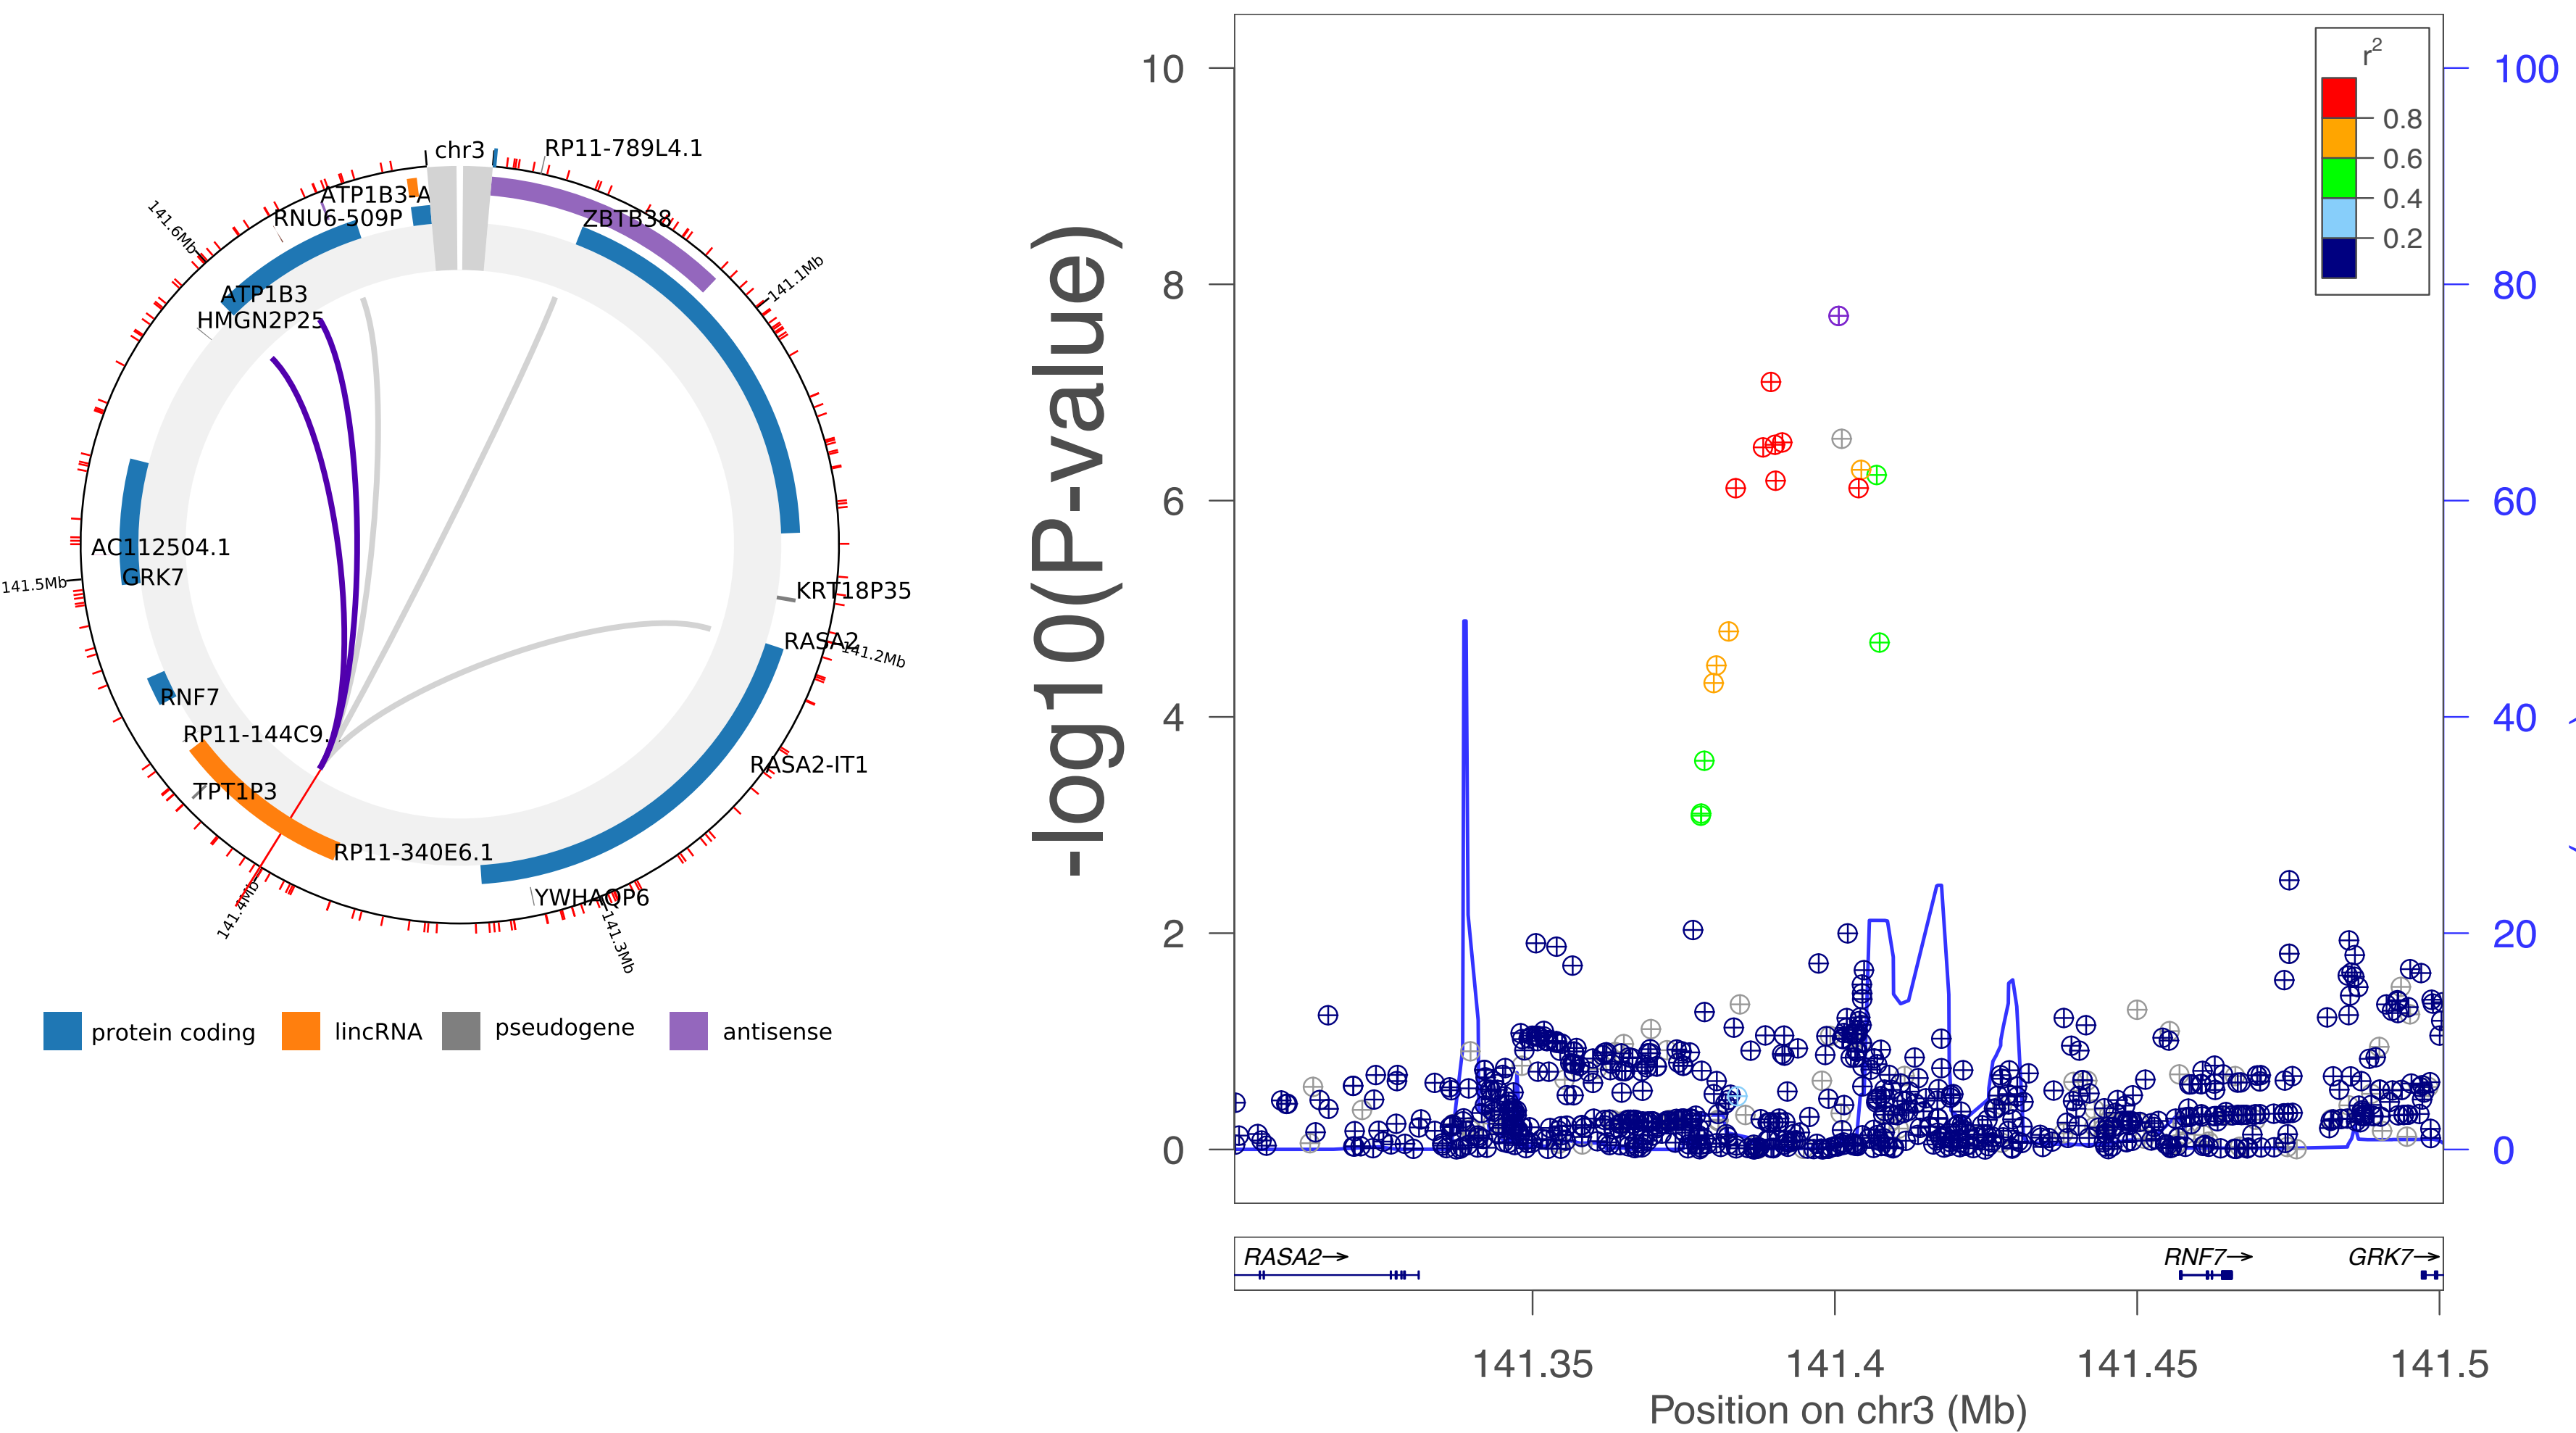 chr3
RP11-789L4.1
ATP1B3-A
RNU6-509P
ZBTB38
141.6Mb
141.1Mb
ATP1B3
HMGN2P25
AC112504.1
GRK7
141.5Mb
KRT18P35
RASA2
141.2Mb
RNF7
RP11-144C9.
RASA2-IT1
TPT1P3
RP11-340E6.1
YWHAQP6
141.4Mb
141.3Mb
protein coding
lincRNA
pseudogene
antisense
-log10(P-value)
10
8
6
4
2
0
r²
0.8
0.6
0.4
0.2
100
80
60
40
20
0
RASA2→
RNF7→
GRK7→
141.35
141.4
141.45
141.5
Position on chr3 (Mb)